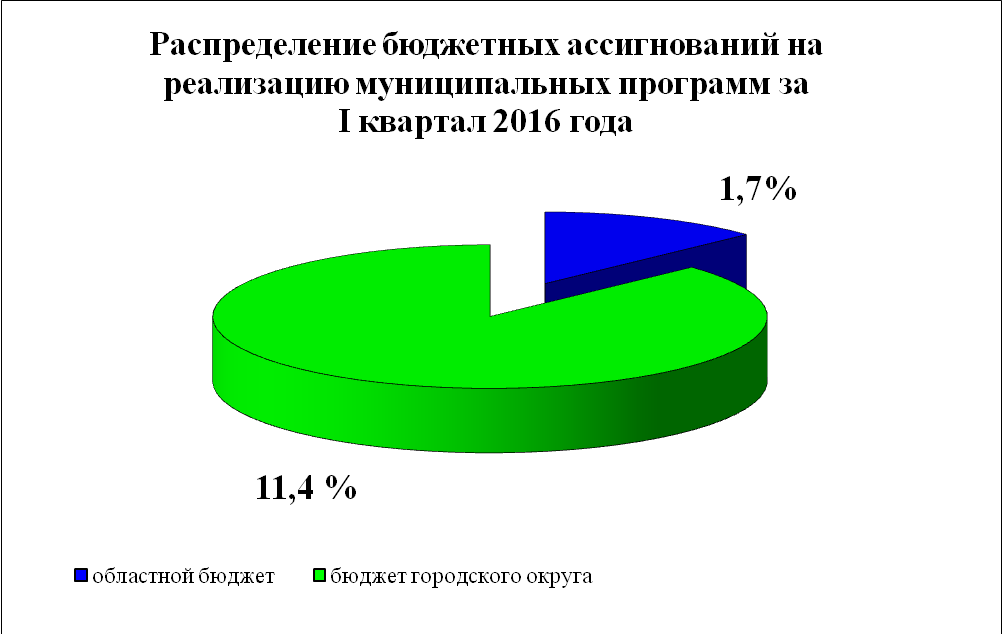 Распределение бюджетных ассигнований на
реализацию муниципальных программ за
I квартал 2016 года
1,7%
11,4 %
областной бюджет
бюджет городского округа